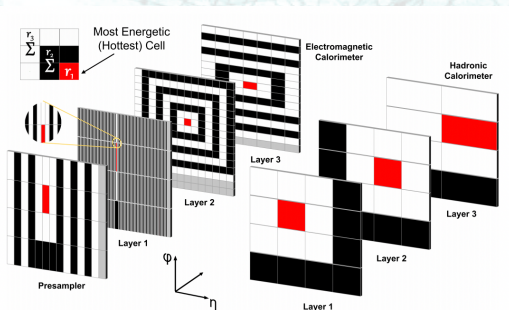 r3
Σ
r2
Σ
r1
Most Energetic
(Hottest) Cell
Electromagnetic
Calorimeter
Hadronic
Calorimeter
Presampler
Layer 1
Layer 2
Layer 3
Layer 1
Layer 2
Layer 3
φ
η